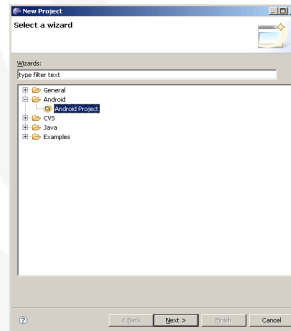 New Project
Select a wizard
Wizards:
type filter text
General
Android
Android Project
CVS
Java
Examples
< Back
Next >
Finish
Cancel